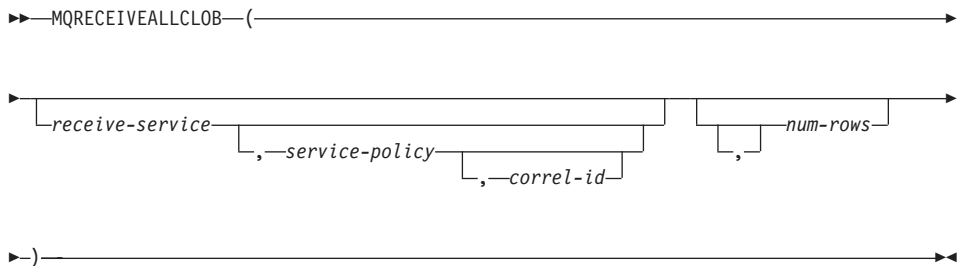 MQRECEIVEALLCLOB (
receive-service
, service-policy
, correl-id
, num-rows
)